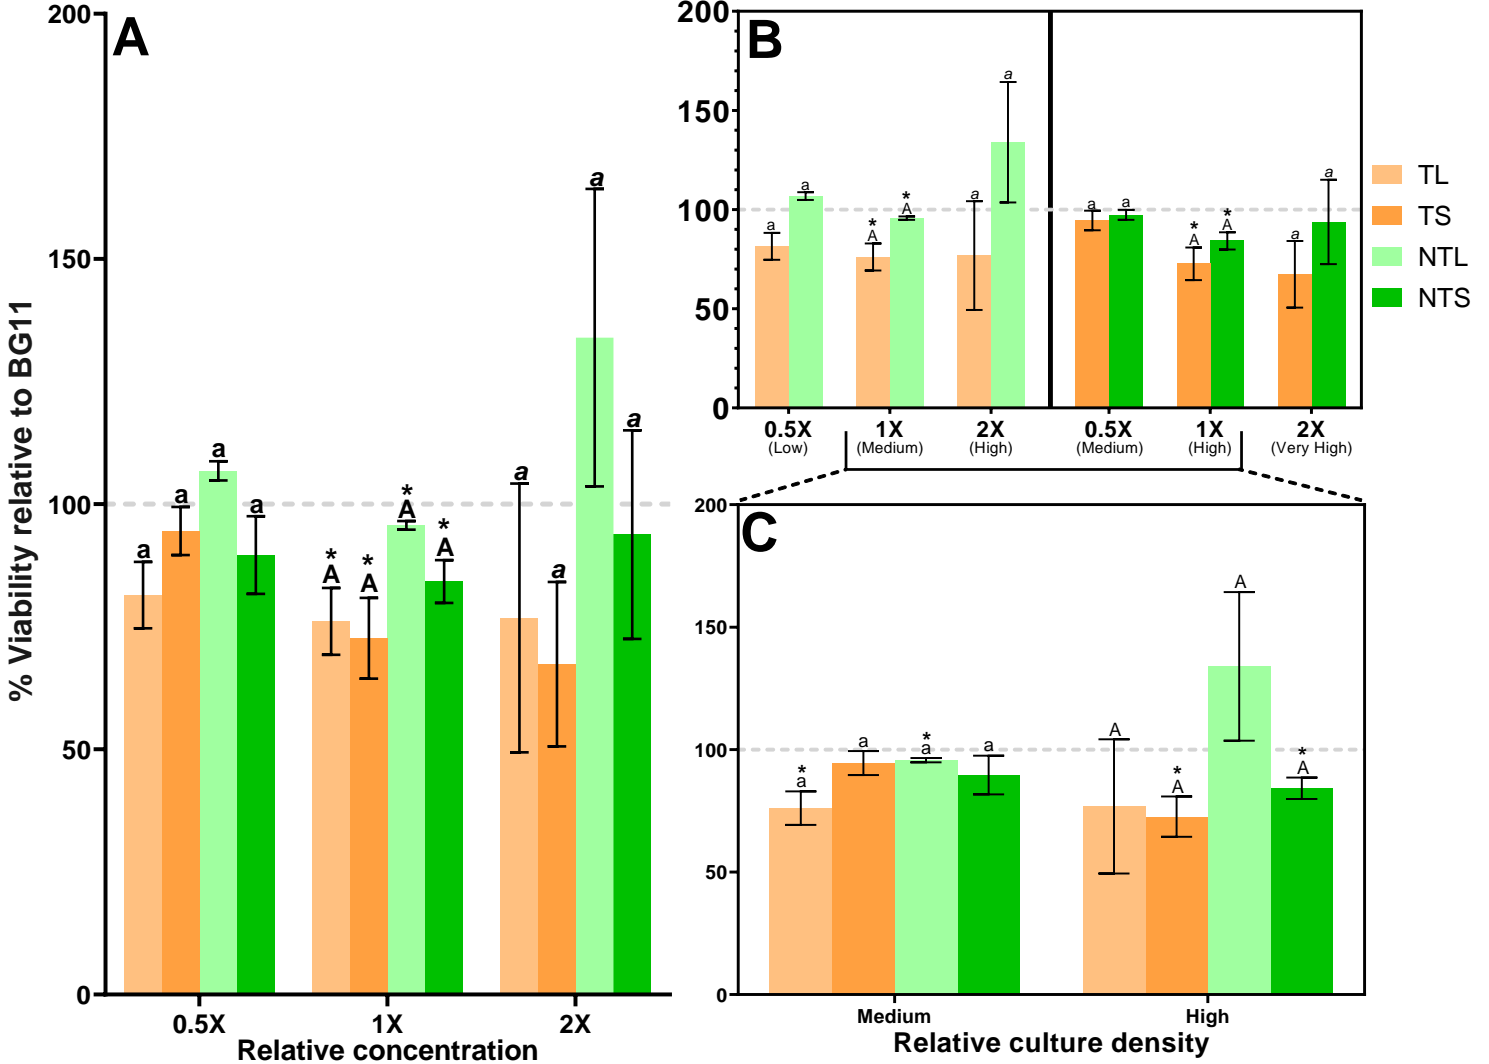 A
% Viability relative to BG11
200
150
100
50
0
a
a
a
a
*
A
*
A
*
A
*
A
a
a
a
a
0.5X
1X
2X
Relative concentration
B
200
150
100
50
0
a
a
*
A
*
A
a
a
a
a
*
A
*
A
a
a
0.5X
(Low)
1X
(Medium)
2X
(High)
0.5X
(Medium)
1X
(High)
2X
(Very High)
TL
TS
NTL
NTS
C
200
150
100
50
0
*
a
a
*
a
a
A
*
A
A
*
A
Medium
High
Relative culture density